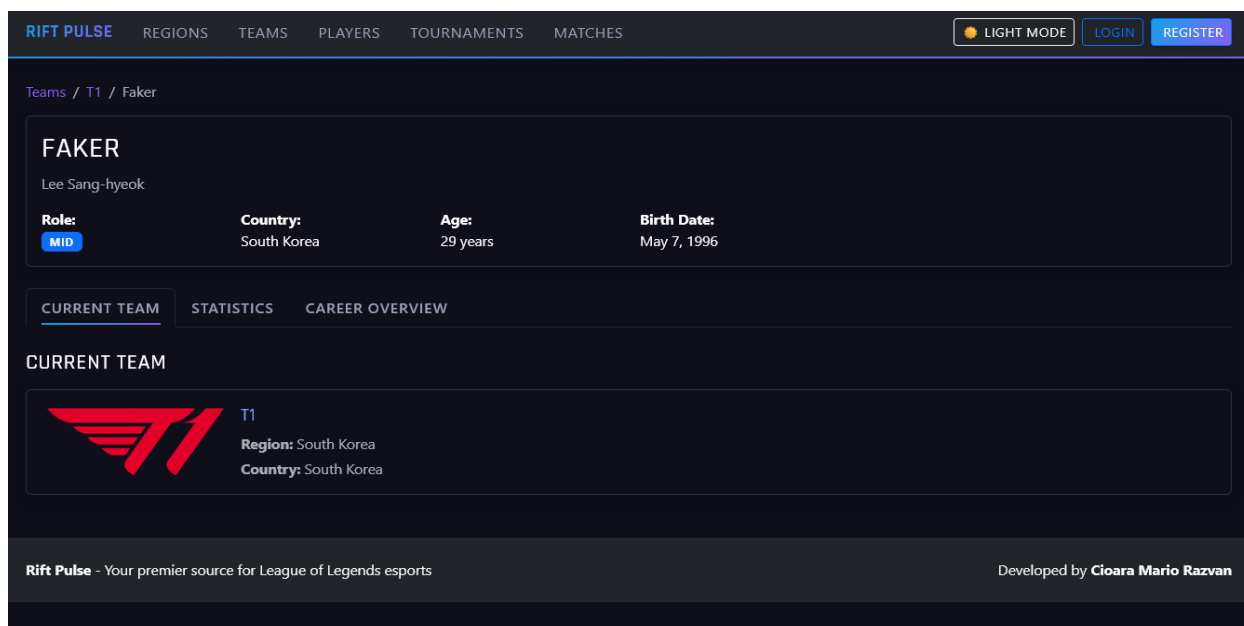 RIFT PULSE REGIONS TEAMS PLAYERS TOURNAMENTS MATCHES LIGHT MODE LOGIN REGISTER
Teams / T1 / Faker
FAKER
Lee Sang-hyeok
Role: Country: Age: Birth Date:
MID South Korea 29 years May 7, 1996
CURRENT TEAM STATISTICS CAREER OVERVIEW
CURRENT TEAM
T1
T1
Region: South Korea
Country: South Korea
Rift Pulse - Your premier source for League of Legends esports Developed by Cioara Mario Razvan